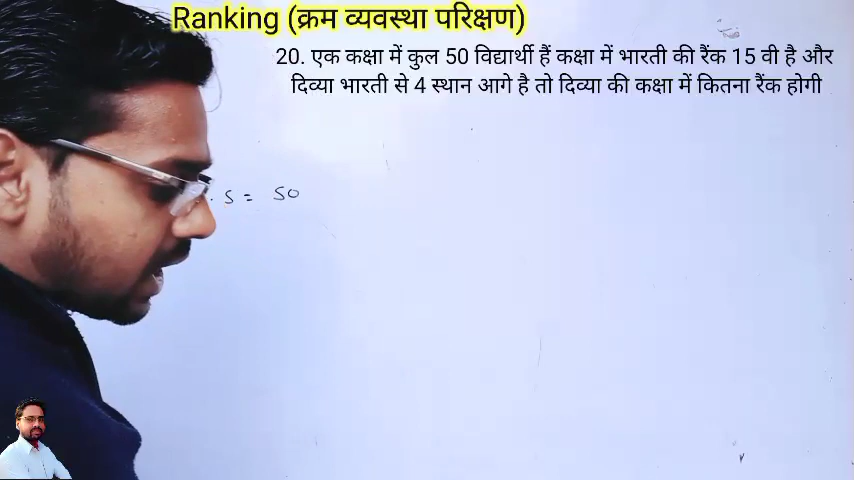 Ranking (क्रम व्यवस्था परिक्षण)
20. एक कक्षा में कुल 50 विद्यार्थी हैं कक्षा में भारती की रैंक 15 वी है और
दिव्या भारती से 4 स्थान आगे है तो दिव्या की कक्षा में कितना रैंक होगी
. S = 50